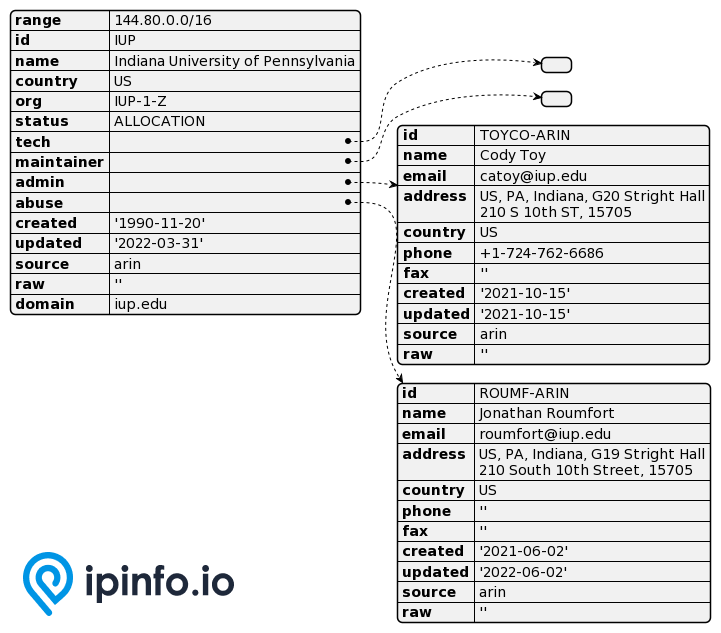 range 144.80.0.0/16
id IUP
name Indiana University of Pennsylvania
country US
org IUP-1-Z
status ALLOCATION
tech
maintainer
admin
abuse
created '1990-11-20'
updated '2022-03-31'
source arin
raw ''
domain iup.edu
id TOYCO-ARIN
name Cody Toy
email catoy@iup.edu
address US, PA, Indiana, G20 Stright Hall
210 S 10th ST, 15705
country US
phone +1-724-762-6686
fax ''
created '2021-10-15'
updated '2021-10-15'
source arin
raw ''
id ROUMF-ARIN
name Jonathan Roumfort
email roumfort@iup.edu
address US, PA, Indiana, G19 Stright Hall
210 South 10th Street, 15705
country US
phone ''
fax ''
created '2021-06-02'
updated '2022-06-02'
source arin
raw ''
ipinfo.io